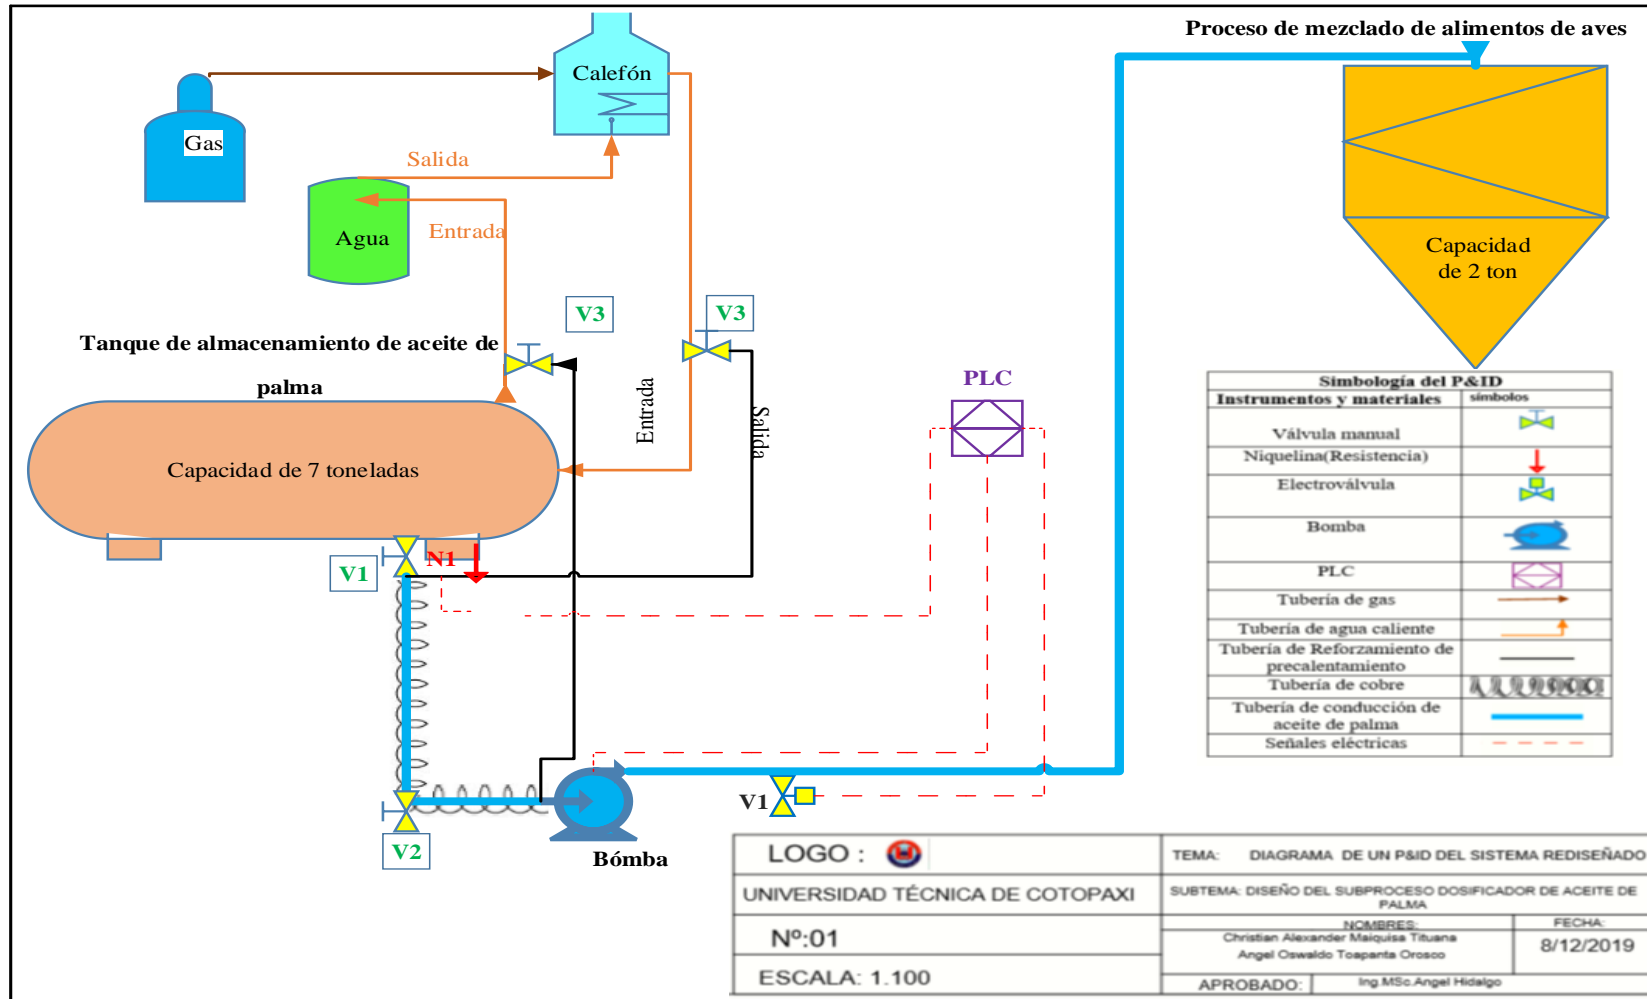 Proceso de mezclado de alimentos de aves
Calefón
Gas
Salida
Agua
Entrada
Capacidad
de 2 ton
V3
V3
Tanque de almacenamiento de aceite de
palma
Entrada
Salida
PLC
Capacidad de 7 toneladas
V1
N1
V2
V1
Bómba
Simbología del P&ID
Instrumentos y materiales símbolos
Válvula manual
Niquelina(Resistencia)
Electroválvula
Bomba
PLC
Tubería de gas
Tubería de agua caliente
Tubería de Reforzamiento de
precalentamiento
Tubería de cobre
Tubería de conducción de
aceite de palma
Señales eléctricas
LOGO :
UNIVERSIDAD TÉCNICA DE COTOPAXI
Nº:01
ESCALA: 1.100
TEMA: DIAGRAMA DE UN P&ID DEL SISTEMA REDISEÑADO
SUBTEMA: DISEÑO DEL SUBPROCESO DOSIFICADOR DE ACEITE DE
PALMA
NOMBRES:
Christian Alexander Maiquisa Tituana
Angel Oswaldo Toapanta Orosco
FECHA:
8/12/2019
APROBADO: Ing.MSc.Angel Hidalgo